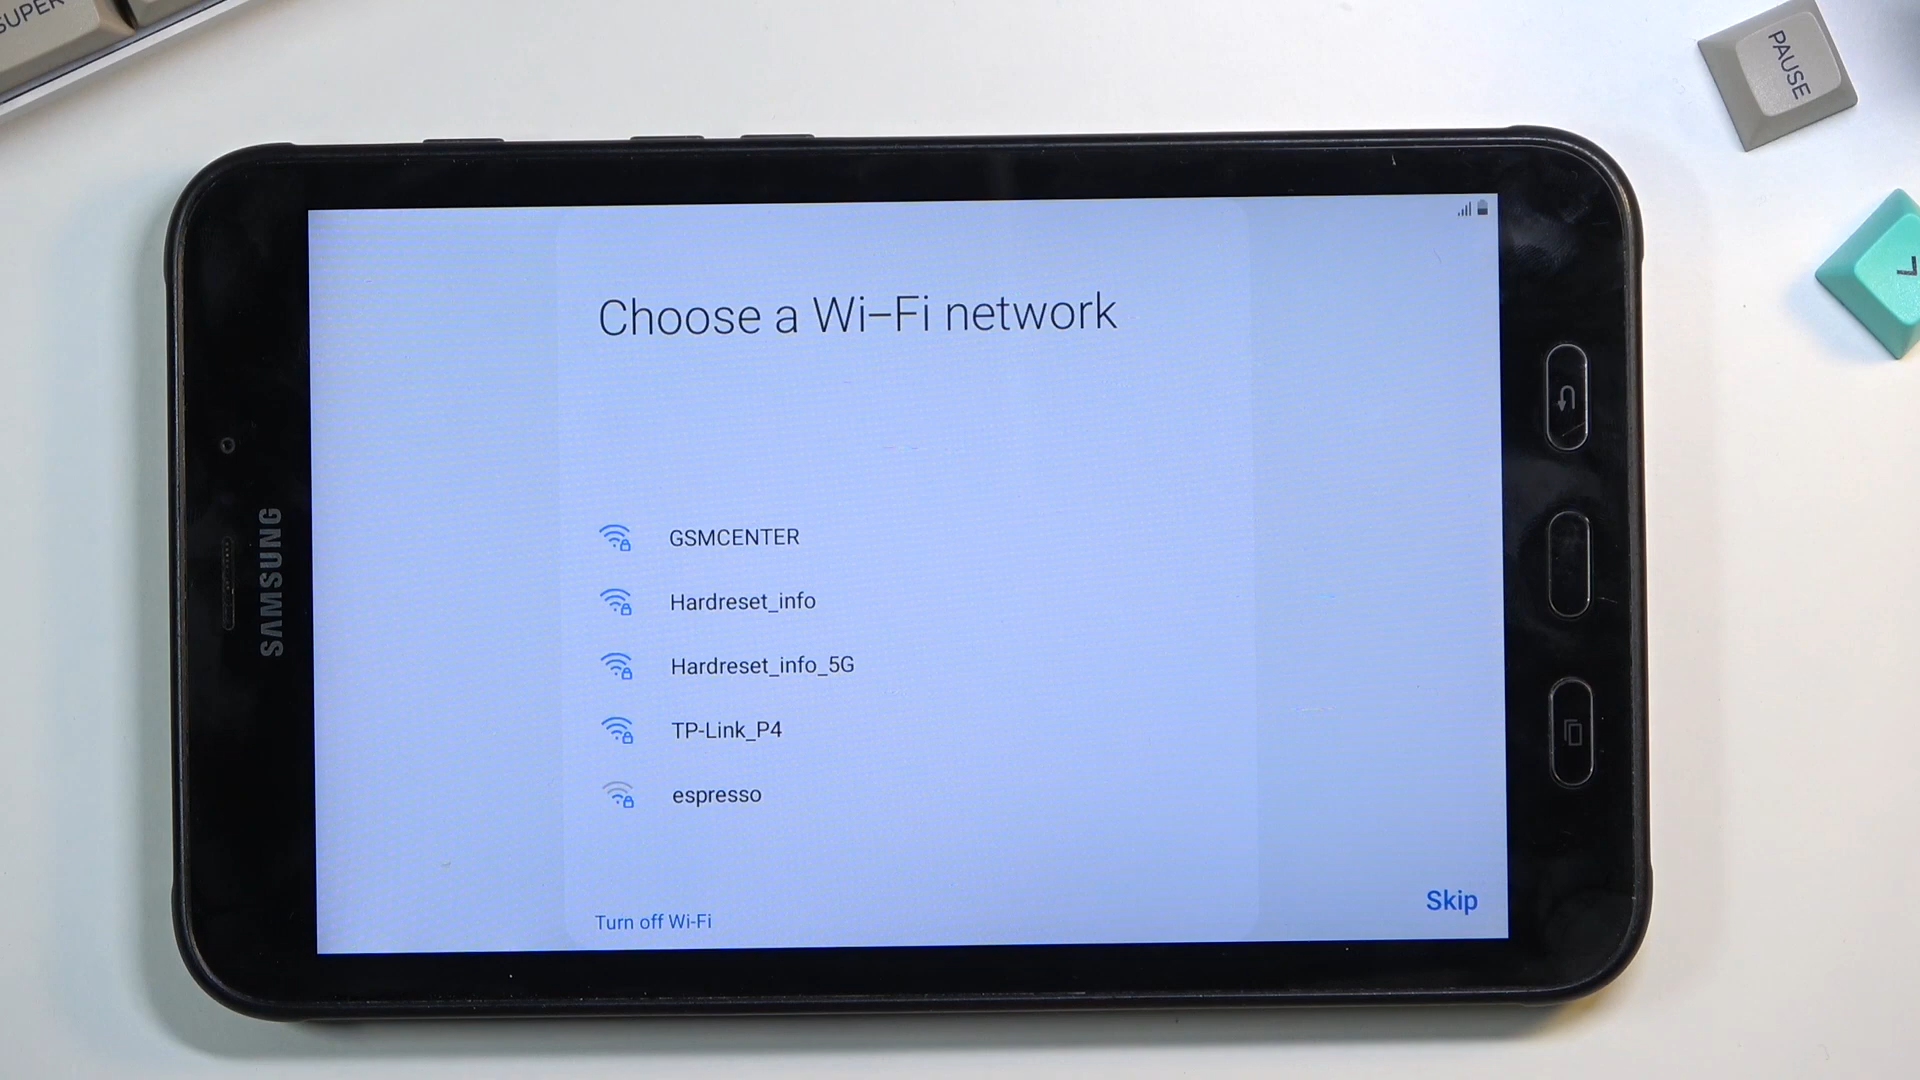 SUPER
PAUSE
SAMSUNG
Choose a Wi-Fi network
GSMCENTER
Hardreset_info
Hardreset_info_5G
TP-Link_P4
espresso
Skip
Turn off Wi-Fi